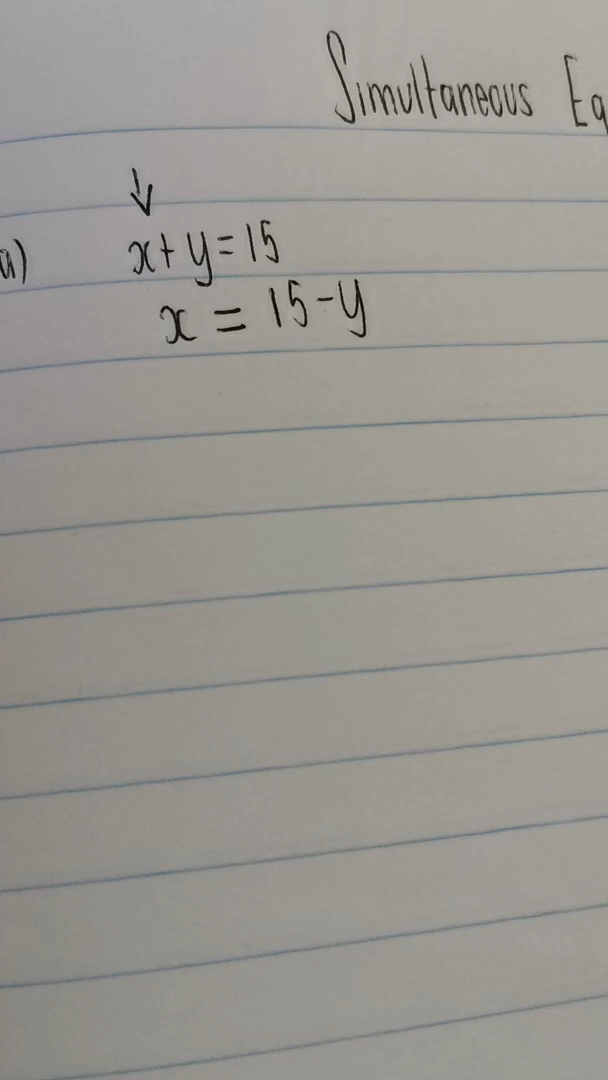 Simultaneous Eq
a) x + y = 15
x = 15 - y